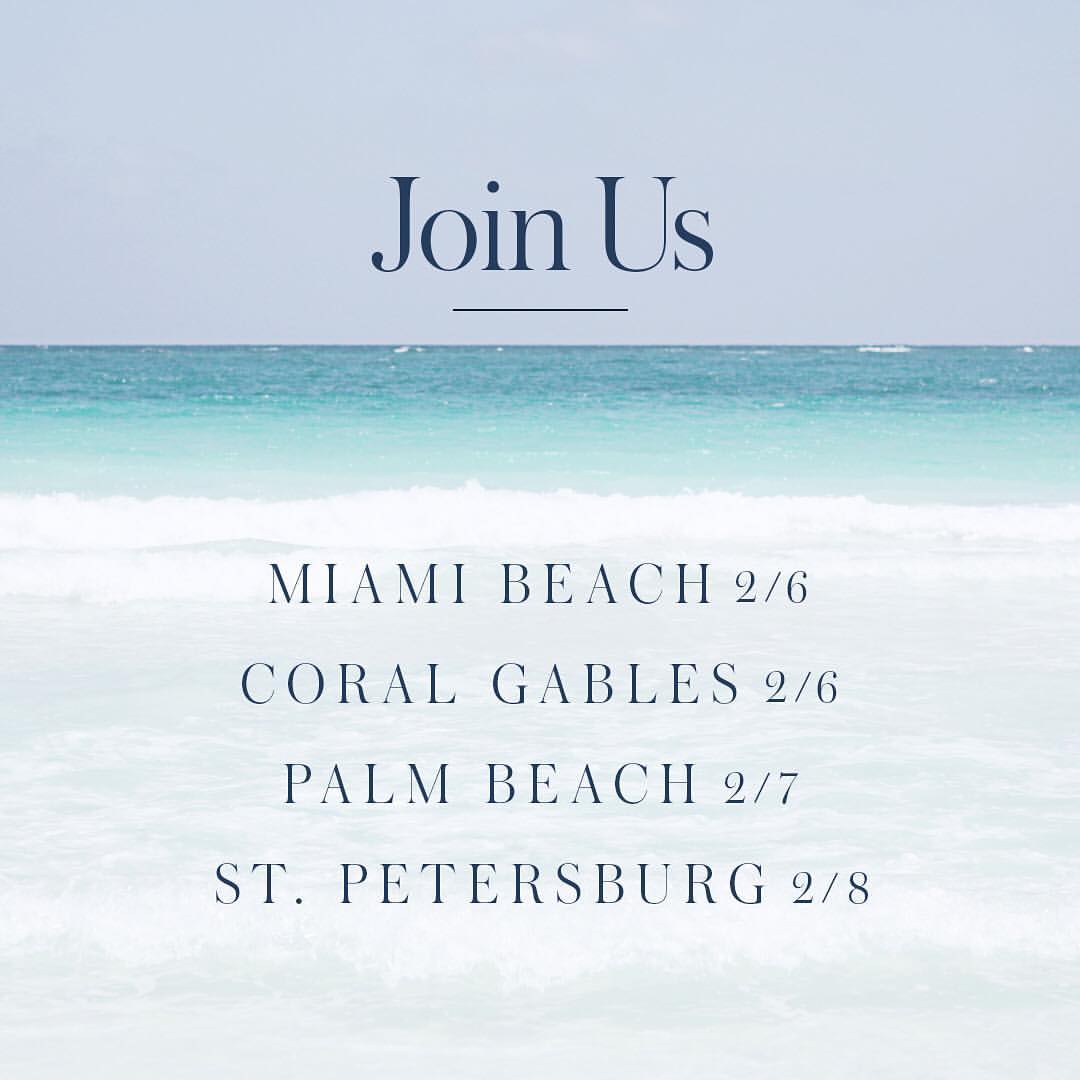 Join Us
MIAMI BEACH 2/6
CORAL GABLES 2/6
PALM BEACH 2/7
ST. PETERSBURG 2/8